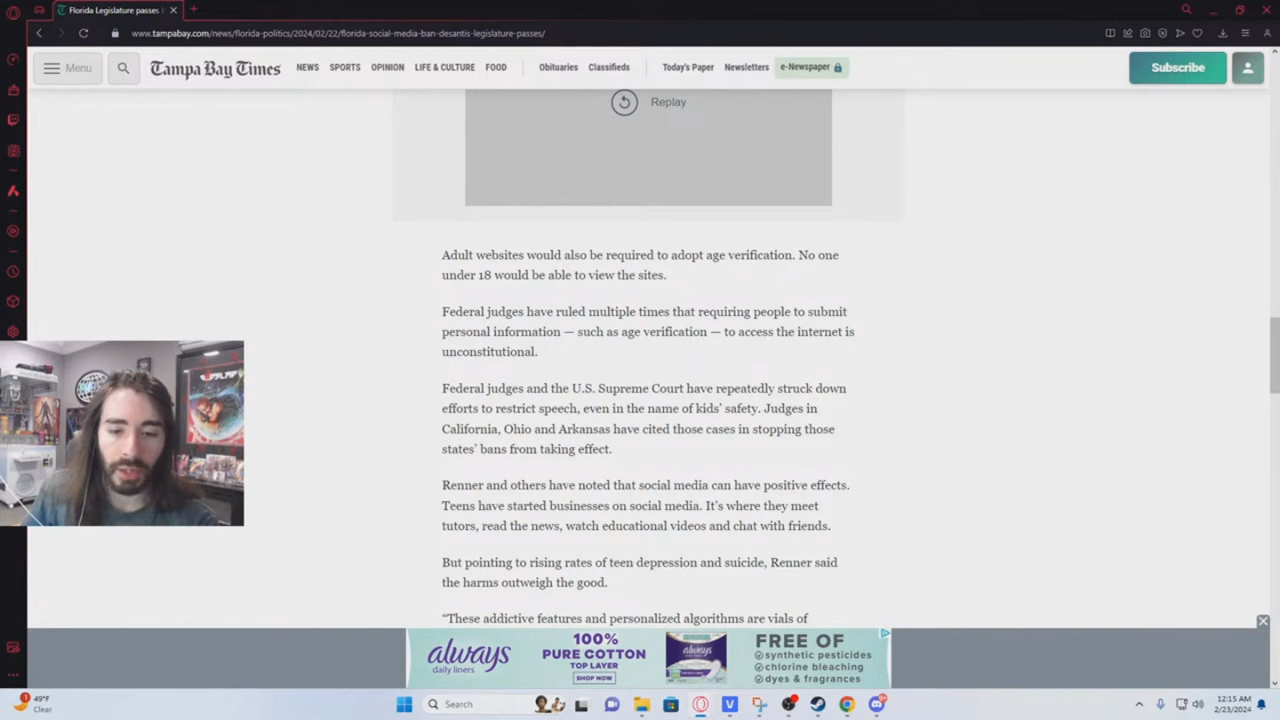 Florida Legislature passes
www.tampabay.com/news/florida-politics/2024/02/22/florida-social-media-ban-desantis-legislature-passes/
Menu
Tampa Bay Times
NEWS SPORTS OPINION LIFE & CULTURE FOOD Obituaries Classifieds Today's Paper Newsletters e-Newspaper
Subscribe
Replay
Adult websites would also be required to adopt age verification. No one
under 18 would be able to view the sites.
Federal judges have ruled multiple times that requiring people to submit
personal information — such as age verification — to access the internet is
unconstitutional.
Federal judges and the U.S. Supreme Court have repeatedly struck down
efforts to restrict speech, even in the name of kids' safety. Judges in
California, Ohio and Arkansas have cited those cases in stopping those
states' bans from taking effect.
Renner and others have noted that social media can have positive effects.
Teens have started businesses on social media. It's where they meet
tutors, read the news, watch educational videos and chat with friends.
But pointing to rising rates of teen depression and suicide, Renner said
the harms outweigh the good.
“These addictive features and personalized algorithms are vials of
always
daily liners
100%
PURE COTTON
TOP LAYER
SHOP NOW
always
FREE OF
synthetic pesticides
chlorine bleaching
dyes & fragrances
49°F
Clear
Search
12:15 AM
2/23/2024